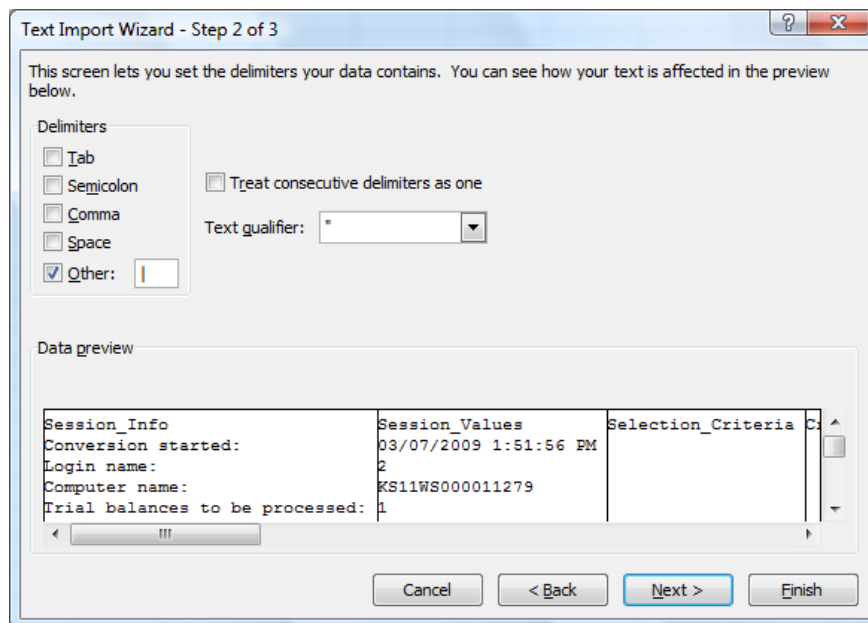 Text Import Wizard - Step 2 of 3
This screen lets you set the delimiters your data contains.  You can see how your text is affected in the preview
below.
Delimiters
Tab
Semicolon
Comma
Space
Other: |
Treat consecutive delimiters as one
Text qualifier: "
Data preview
Session_Info Session_Values Selection_Criteria
Conversion started: 03/07/2009 1:51:56 PM
Login name: 2
Computer name: KS11WS000011279
Trial balances to be processed: 1
Cancel < Back Next > Finish